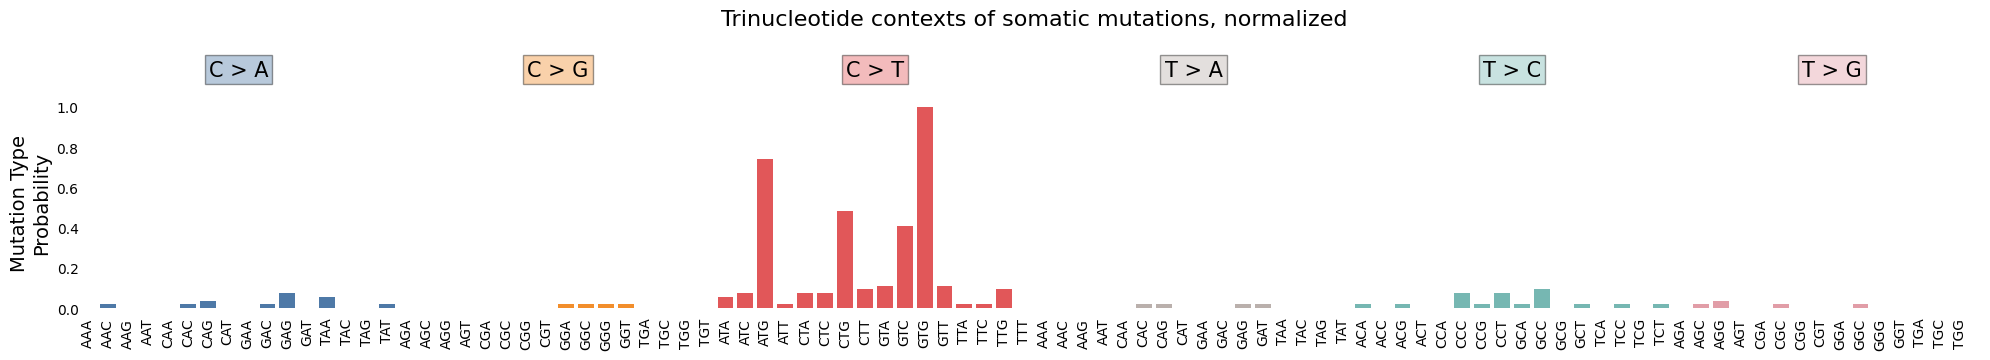 Trinucleotide contexts of somatic mutations, normalized
C > A C > G C > T T > A T > C T > G
Mutation Type
Probability
1.0
0.8
0.6
0.4
0.2
0.0
AAA AAC AAG AAT CAA CAC CAG CAT GAA GAC GAG GAT TAA TAC TAG TAT AGA AGC AGG AGT CGA CGC CGG CGT GGA GGC GGG GGT TGA TGC TGG TGT ATA ATC ATG ATT CTA CTC CTG CTT GTA GTC GTG GTT TTA TTC TTG TTT AAA AAC AAG AAT CAA CAC CAG CAT GAA GAC GAG GAT TAA TAC TAG TAT ACA ACC ACG ACT CCA CCC CCG CCT GCA GCC GCG GCT TCA TCC TCG TCT AGA AGC AGG AGT CGA CGC CGG CGT GGA GGC GGG GGT TGA TGC TGG